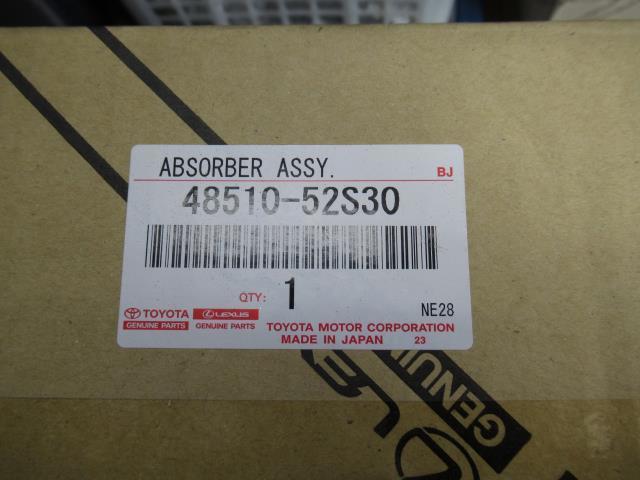 ABSORBER ASSY.
BJ
48510-52S30
QTY: 1
NE28
TOYOTA
GENUINE PARTS
LEXUS
GENUINE PARTS
TOYOTA MOTOR CORPORATION
MADE IN JAPAN 23
LE
GENUI